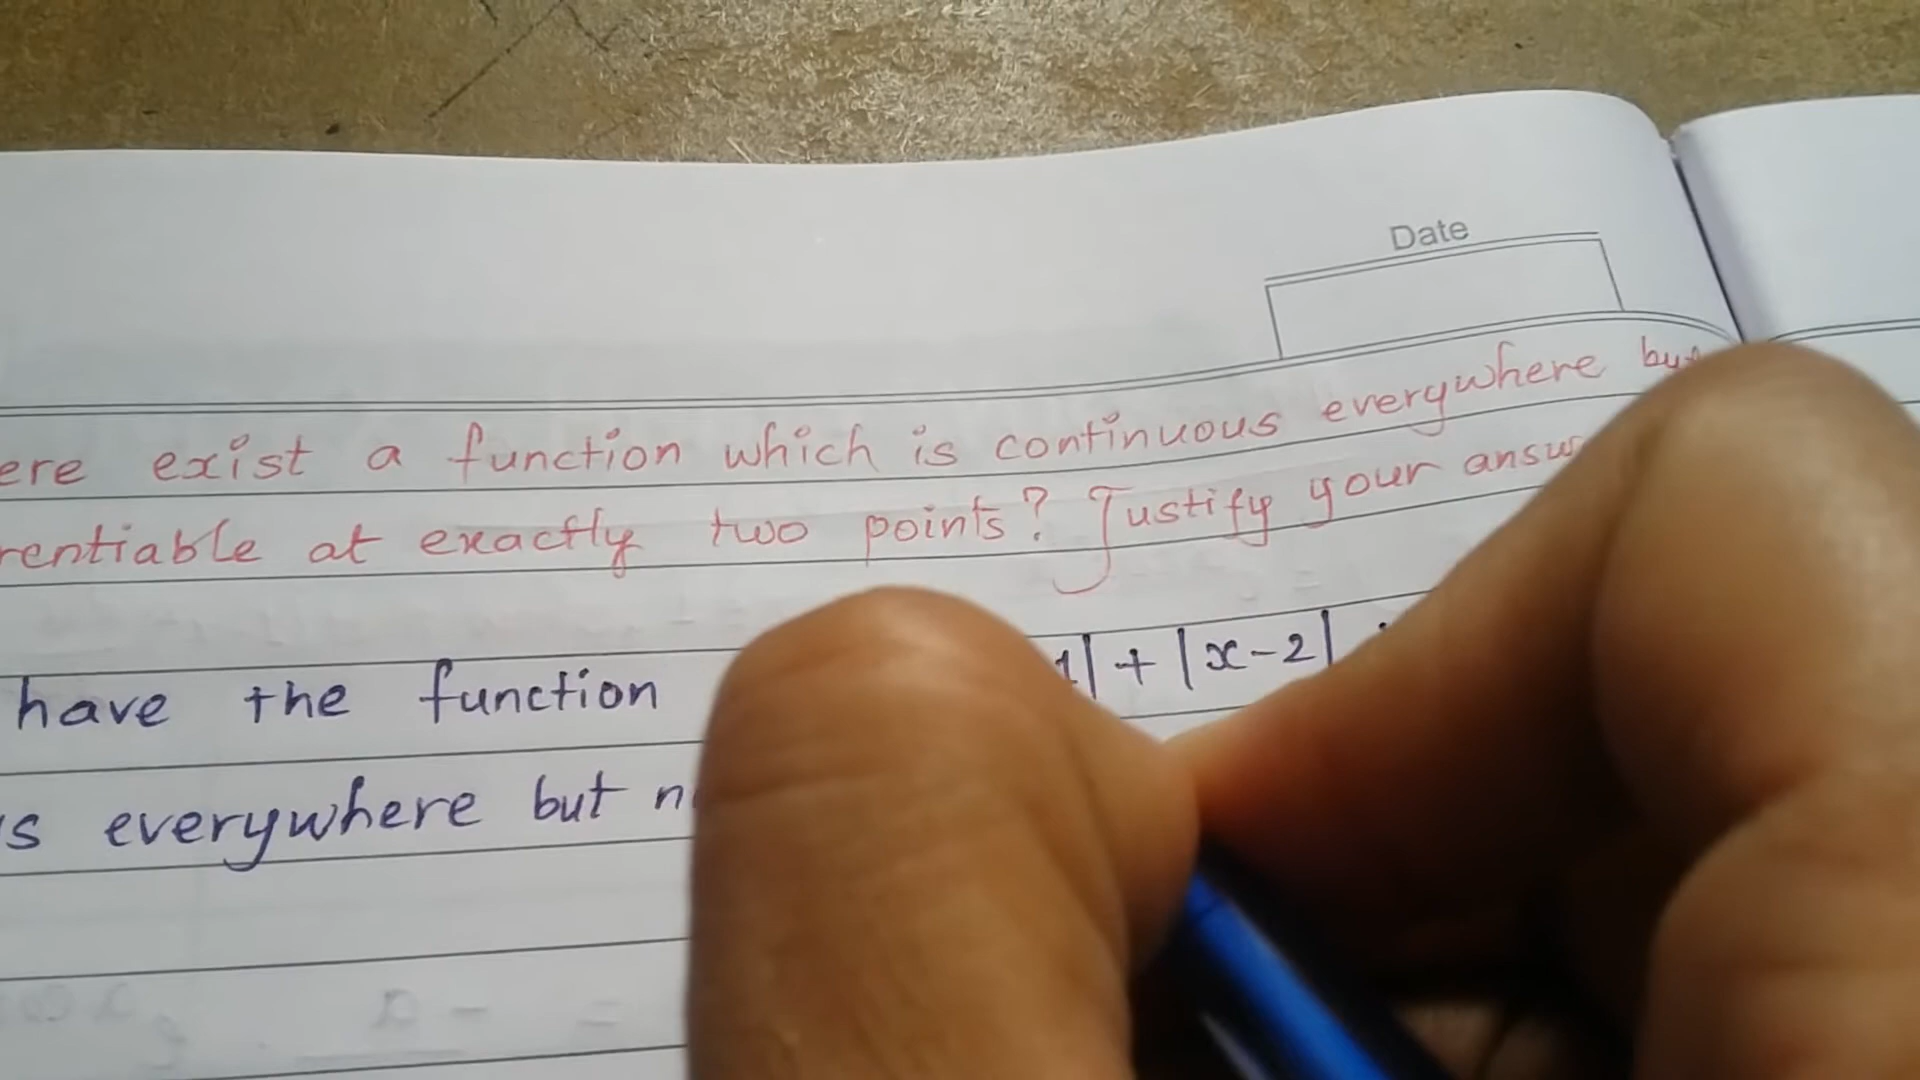 Date
ere exist a function which is continuous everywhere but
rentiable at exactly two points? Justify your answ
have the function 1| + |x-2|
s everywhere but n